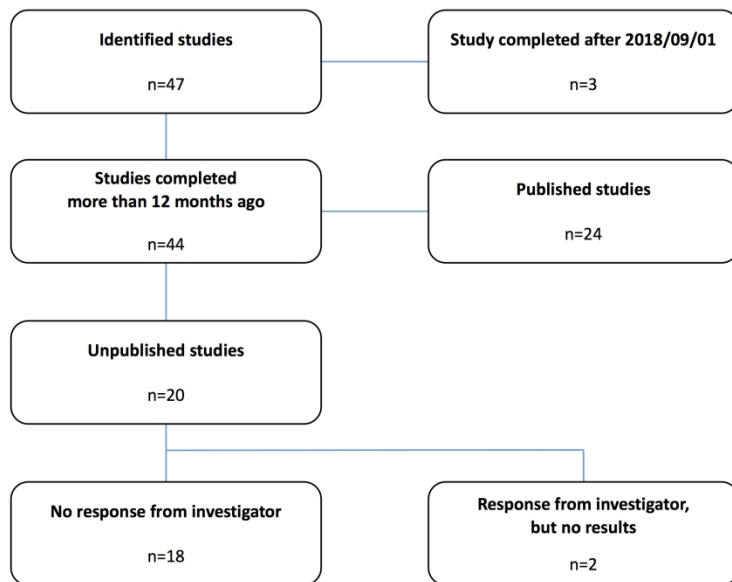 Identified studies
n=47
Study completed after 2018/09/01
n=3
Studies completed
more than 12 months ago
n=44
Published studies
n=24
Unpublished studies
n=20
No response from investigator
n=18
Response from investigator,
but no results
n=2